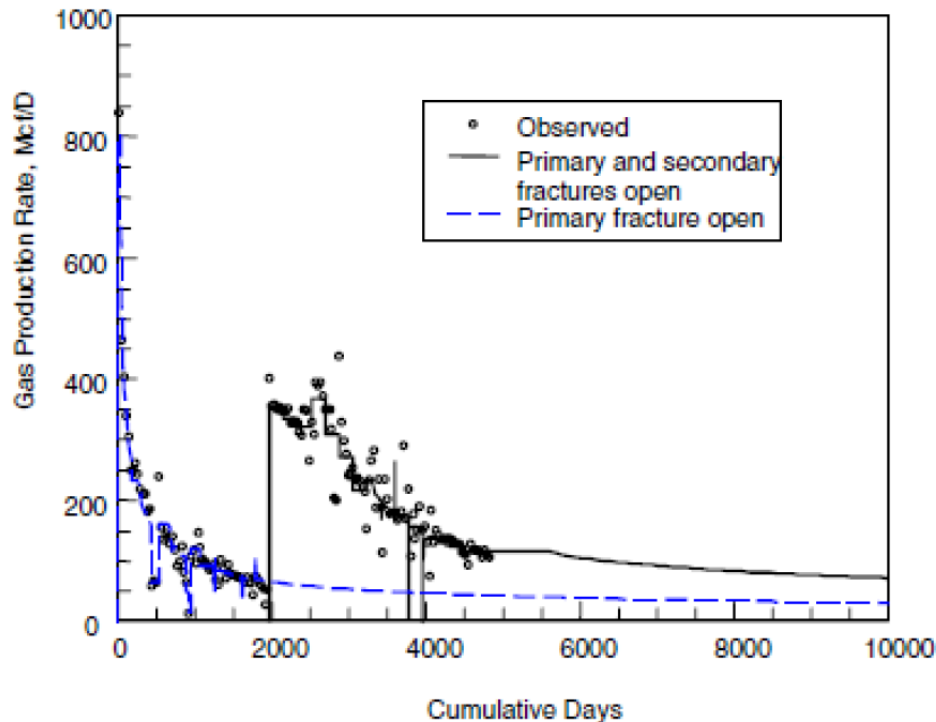 1000
800
600
400
200
0
Gas Production Rate, Mcf/D
Observed
Primary and secondary
fractures open
Primary fracture open
0 2000 4000 6000 8000 10000
Cumulative Days